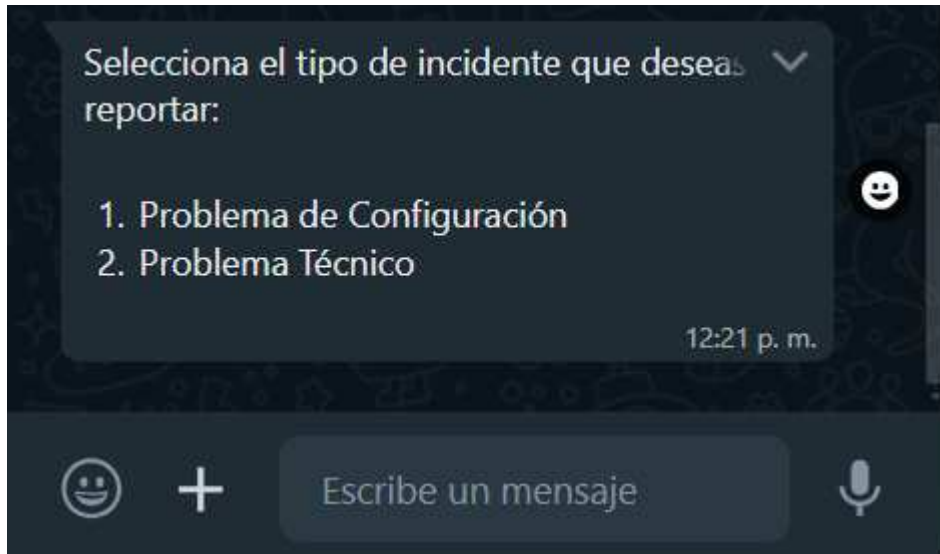 Selecciona el tipo de incidente que deseas
reportar:
1. Problema de Configuración
2. Problema Técnico
12:21 p. m.
Escribe un mensaje